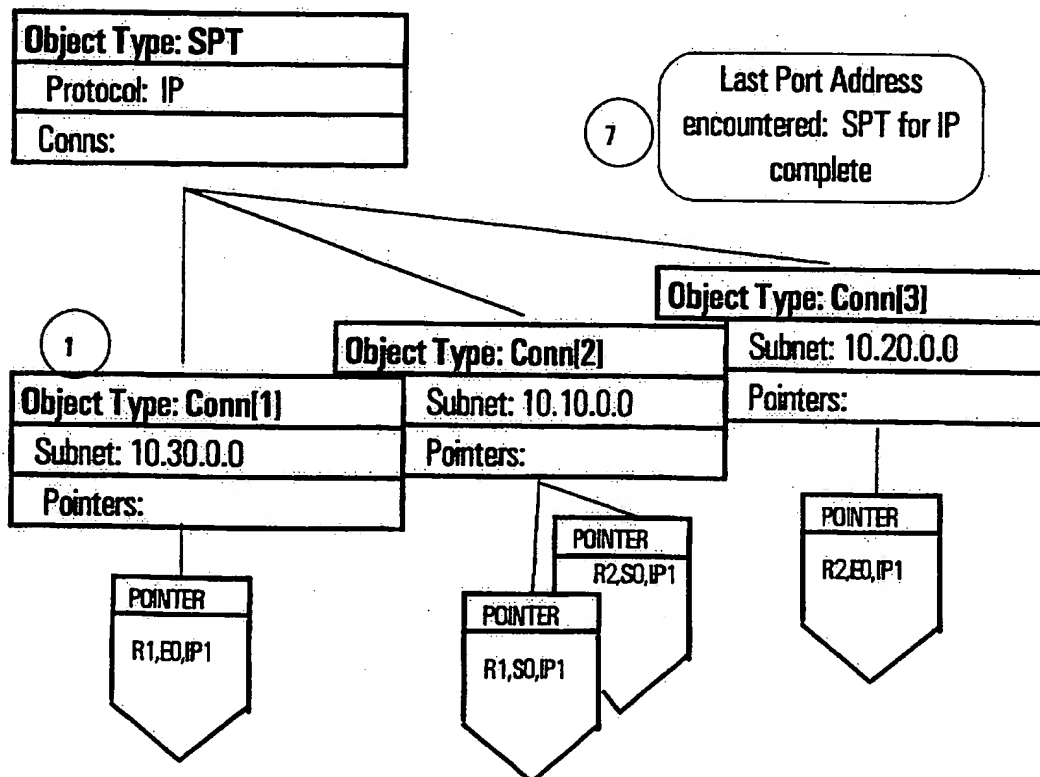 Object Type: SPT
Protocol: IP
Conns:
7
Last Port Address
encountered: SPT for IP
complete
1
Object Type: Conn[1]
Subnet: 10.30.0.0
Pointers:
Object Type: Conn[2]
Subnet: 10.10.0.0
Pointers:
Object Type: Conn[3]
Subnet: 10.20.0.0
Pointers:
POINTER
R1,E0,IP1
POINTER
R1,S0,IP1
POINTER
R2,S0,IP1
POINTER
R2,E0,IP1